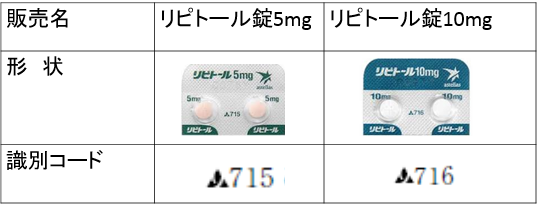 販売名 リピトール錠5mg リピトール錠10mg
形 状
リピトール5mg リピトール10mg
astellas astellas
5mg 5mg 10mg 10mg
715 716
リピトール リピトール リピトール リピトール
識別コード 715 716